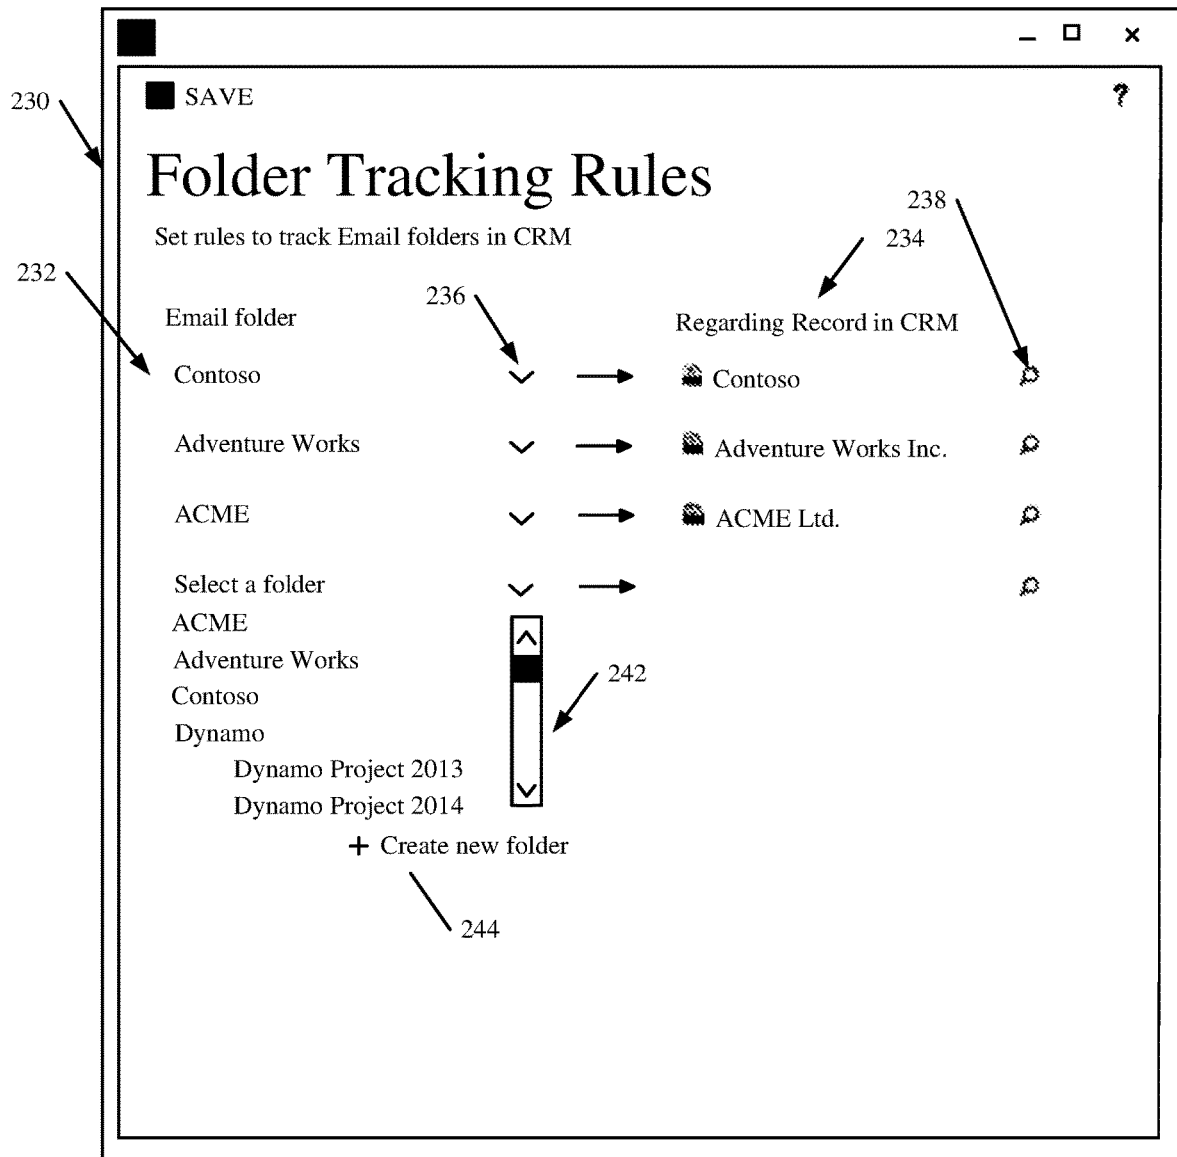 SAVE
?
230
Folder Tracking Rules
238
Set rules to track Email folders in CRM
234
232
236
Email folder
Regarding Record in CRM
Contoso
Contoso
Adventure Works
Adventure Works Inc.
ACME
ACME Ltd.
Select a folder
ACME
Adventure Works
242
Contoso
Dynamo
Dynamo Project 2013
Dynamo Project 2014
+ Create new folder
244